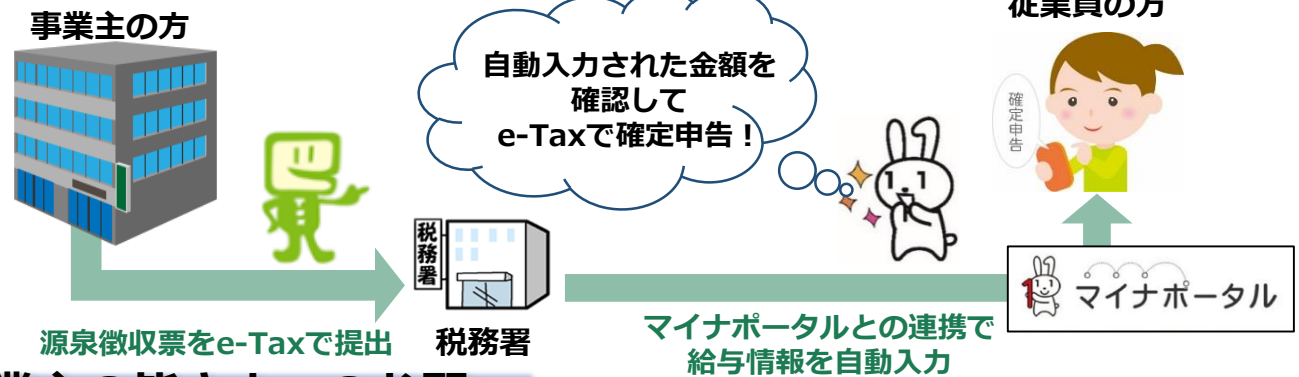 事業主の方
従業員の方
自動入力された金額を
確認して
e-Taxで確定申告！
確定申告
税務署
マイナポータル
源泉徴収票をe-Taxで提出
税務署
マイナポータルとの連携で
給与情報を自動入力